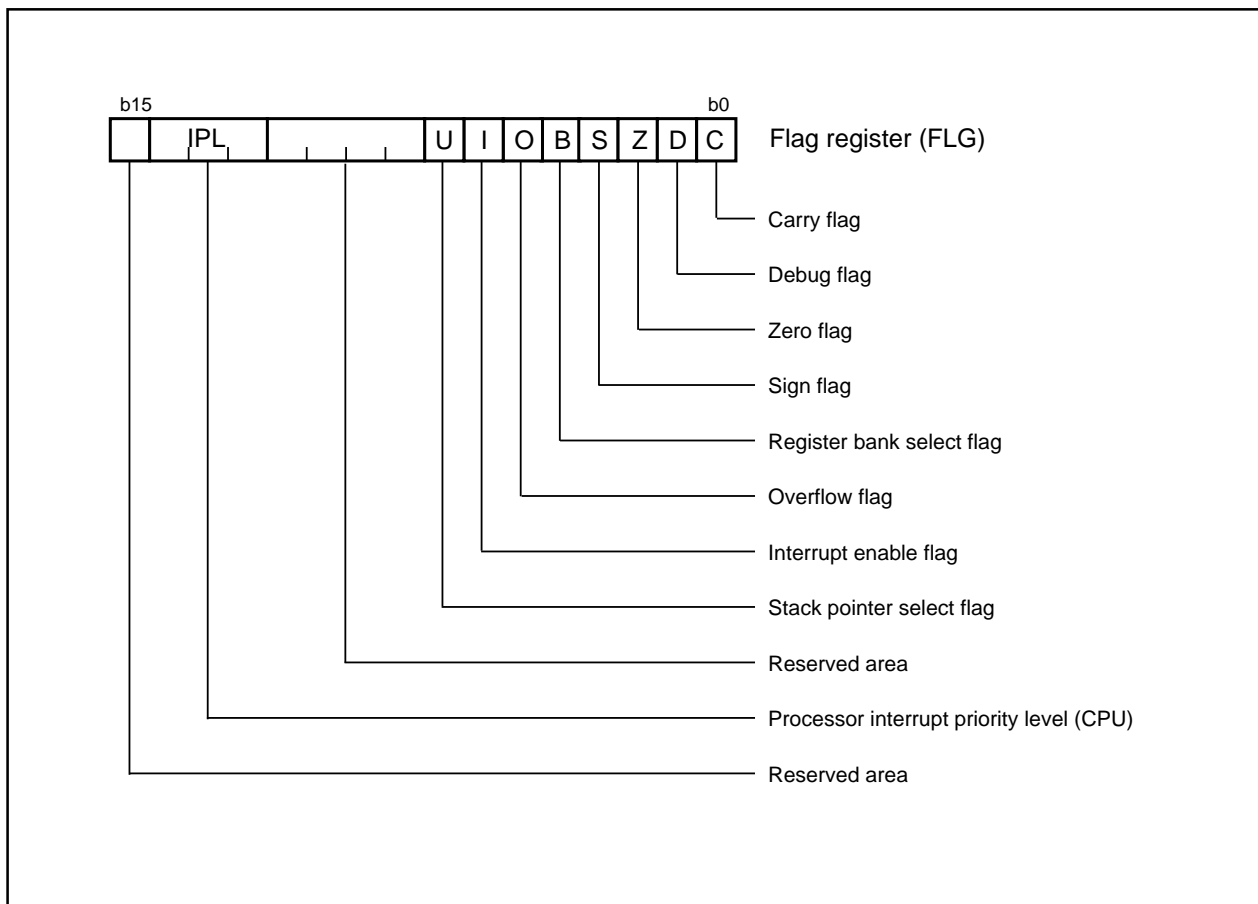 b15 b0
IPL U I O B S Z D C Flag register (FLG)
Carry flag
Debug flag
Zero flag
Sign flag
Register bank select flag
Overflow flag
Interrupt enable flag
Stack pointer select flag
Reserved area
Processor interrupt priority level (CPU)
Reserved area